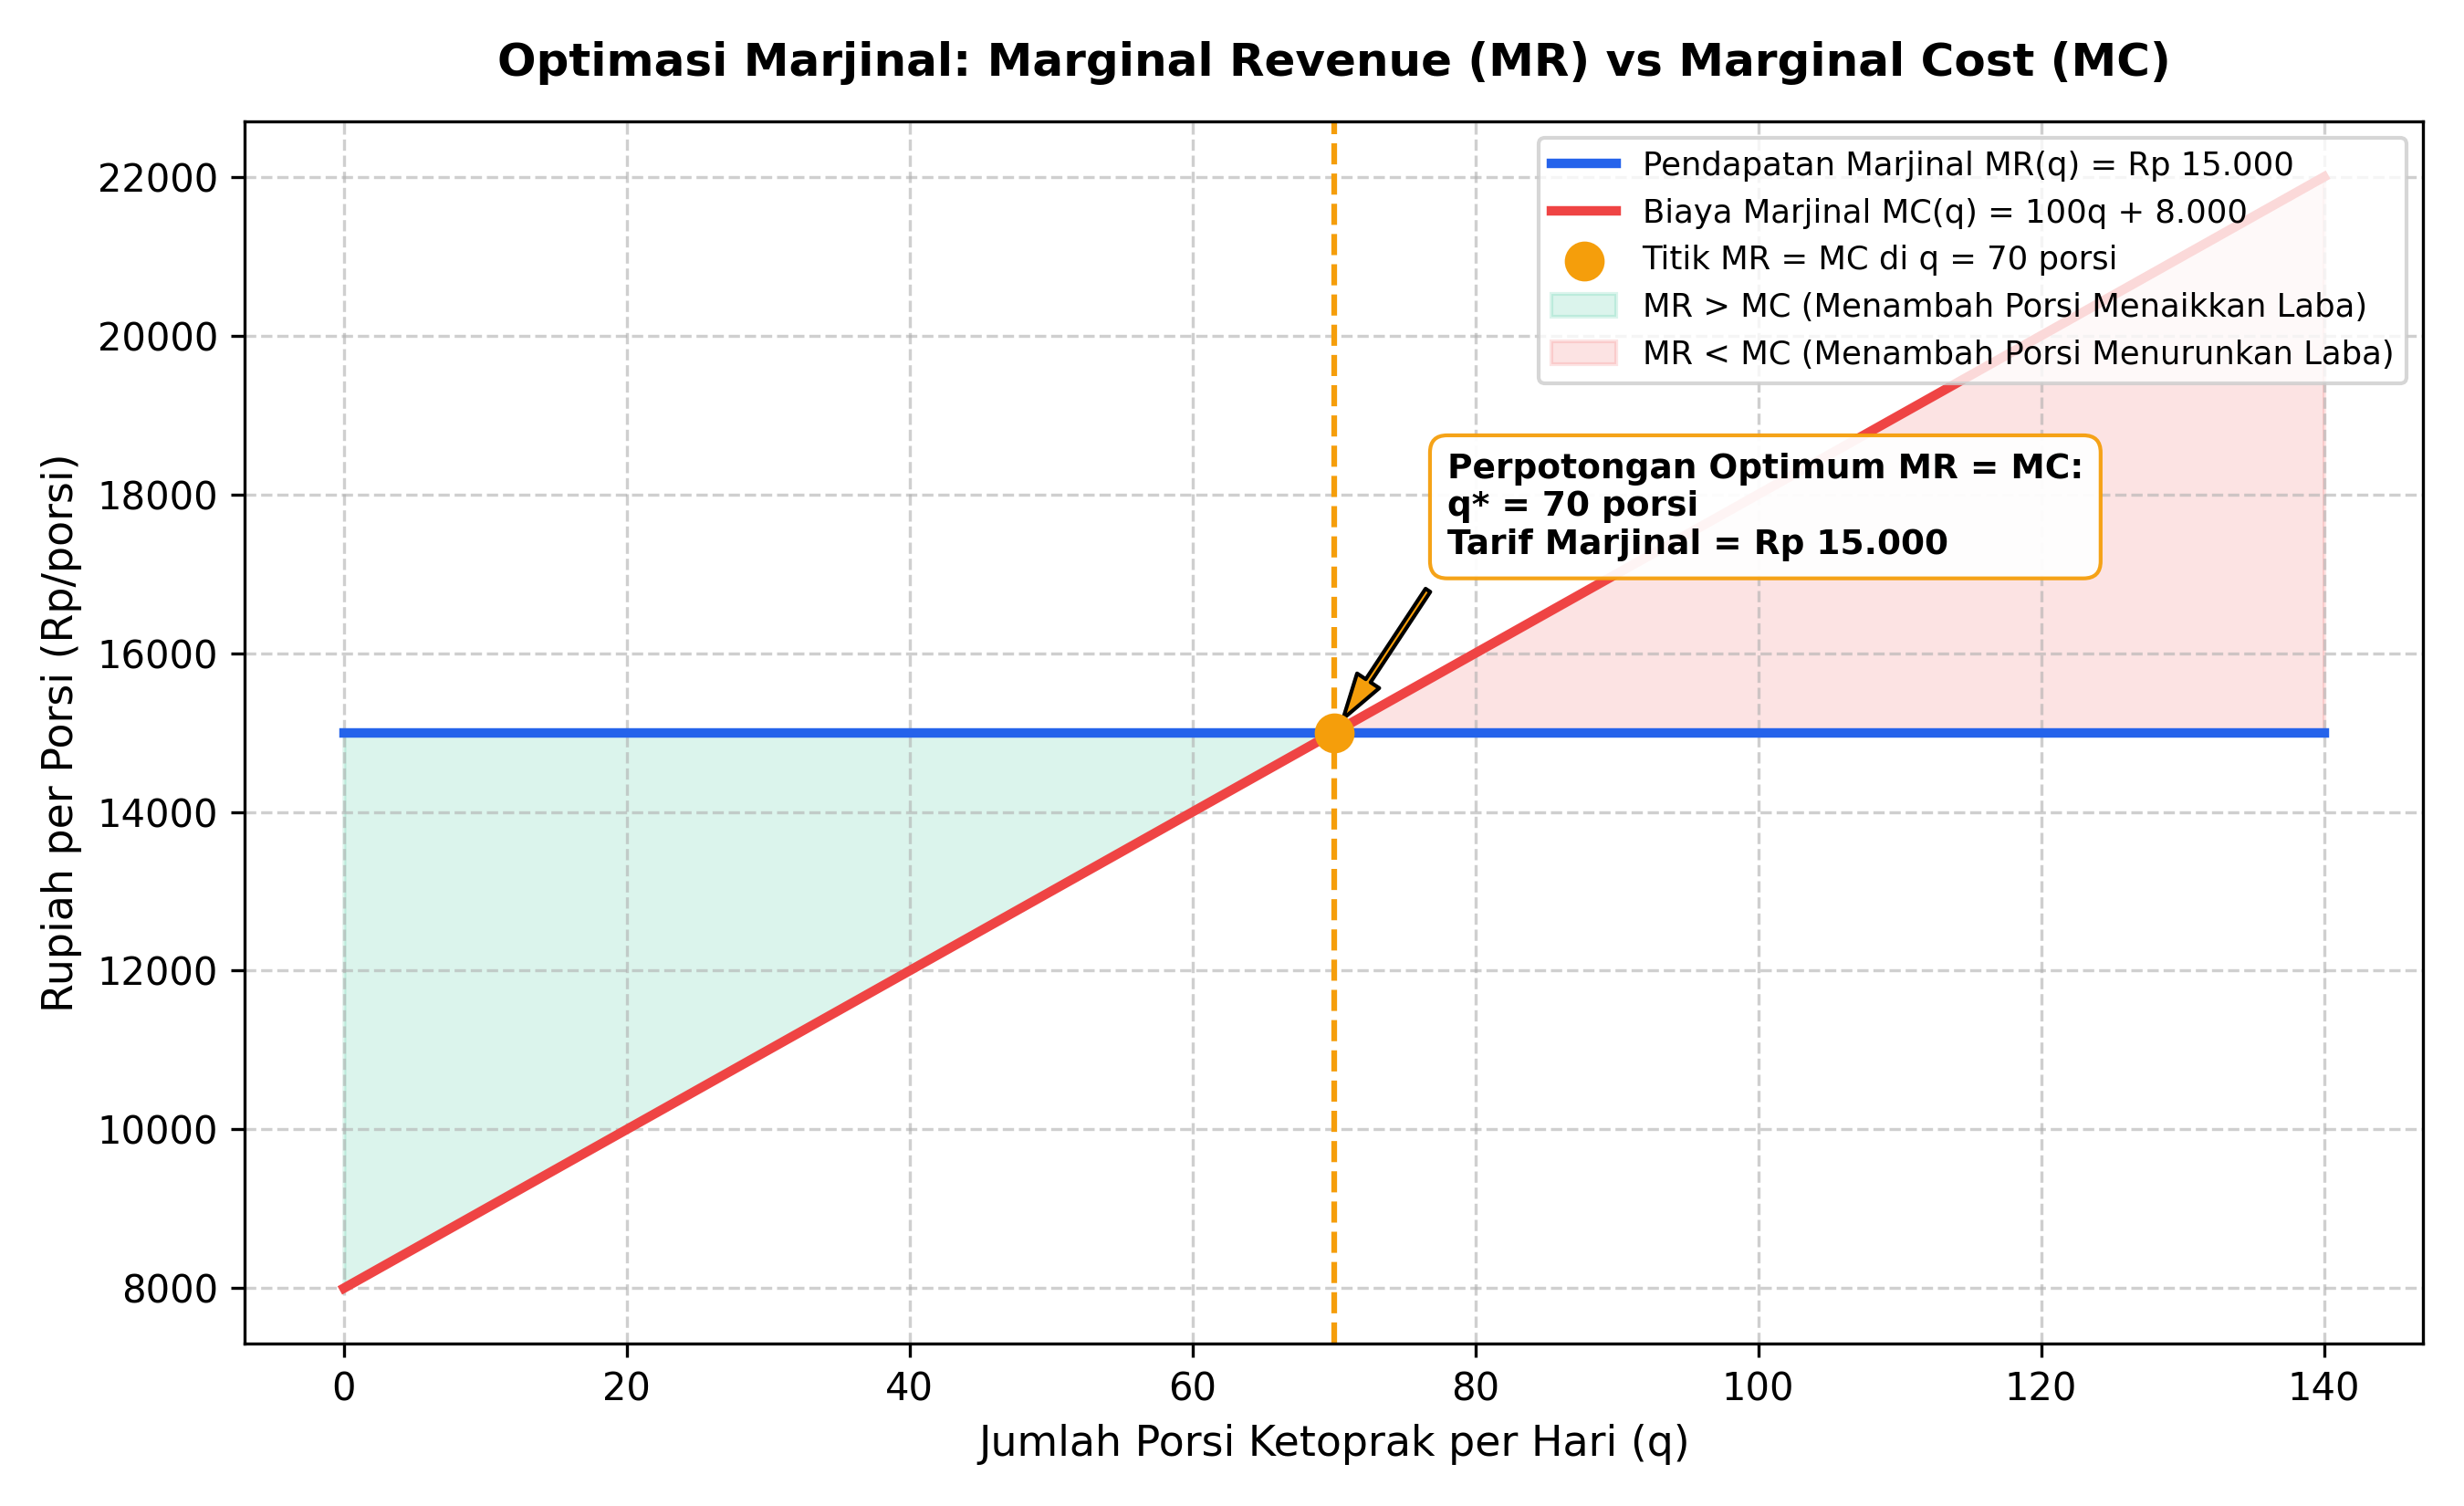 Optimasi Marjinal: Marginal Revenue (MR) vs Marginal Cost (MC)
Rupiah per Porsi (Rp/porsi)
22000
20000
18000
16000
14000
12000
10000
8000
Pendapatan Marjinal MR(q) = Rp 15.000
Biaya Marjinal MC(q) = 100q + 8.000
Titik MR = MC di q = 70 porsi
MR > MC (Menambah Porsi Menaikkan Laba)
MR < MC (Menambah Porsi Menurunkan Laba)
Perpotongan Optimum MR = MC:
q* = 70 porsi
Tarif Marjinal = Rp 15.000
0 20 40 60 80 100 120 140
Jumlah Porsi Ketoprak per Hari (q)